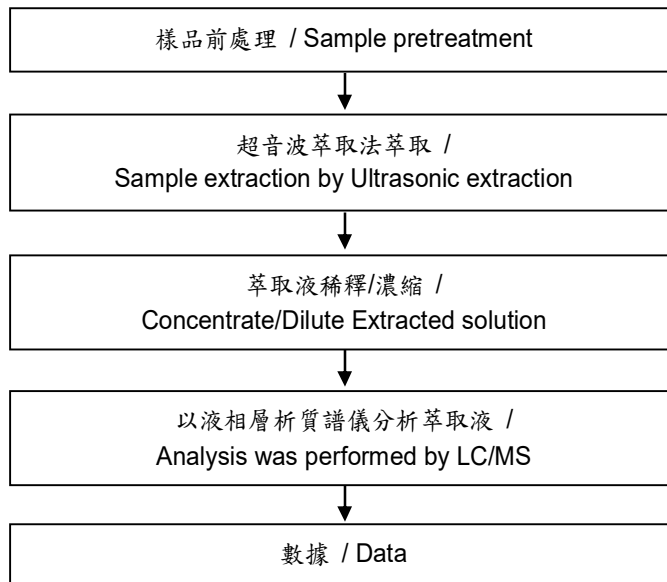 樣品前處理 / Sample pretreatment
超音波萃取法萃取 /
Sample extraction by Ultrasonic extraction
萃取液稀釋/濃縮 /
Concentrate/Dilute Extracted solution
以液相層析質譜儀分析萃取液 /
Analysis was performed by LC/MS
數據 / Data